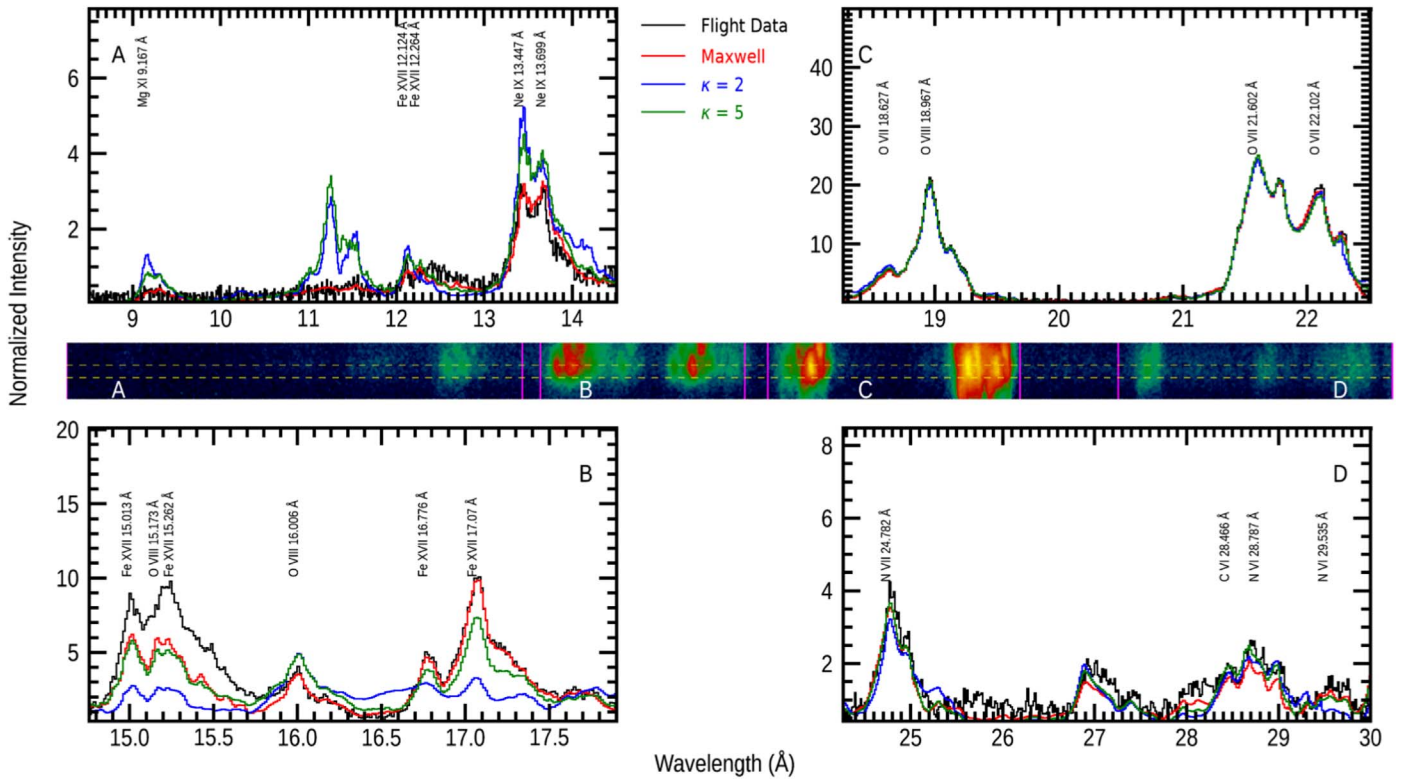 A
Mg XI 9.167 Å
Fe XVII 12.124 Å
Fe XVII 12.264 Å
Ne IX 13.447 Å
Ne IX 13.699 Å
6
4
2
9
10
11
12
13
14
Flight Data
Maxwell
κ = 2
κ = 5
C
O VII 18.627 Å
O VIII 18.967 Å
O VII 21.602 Å
O VII 22.102 Å
40
30
20
10
19
20
21
22
Normalized Intensity
A
B
C
D
B
Fe XVII 15.013 Å
O VIII 15.173 Å
Fe XVII 15.262 Å
O VIII 16.006 Å
Fe XVII 16.776 Å
Fe XVII 17.07 Å
20
15
10
5
15.0
15.5
16.0
16.5
17.0
17.5
D
N VII 24.782 Å
C VI 28.466 Å
N VI 28.787 Å
N VI 29.535 Å
8
6
4
2
25
26
27
28
29
30
Wavelength (Å)